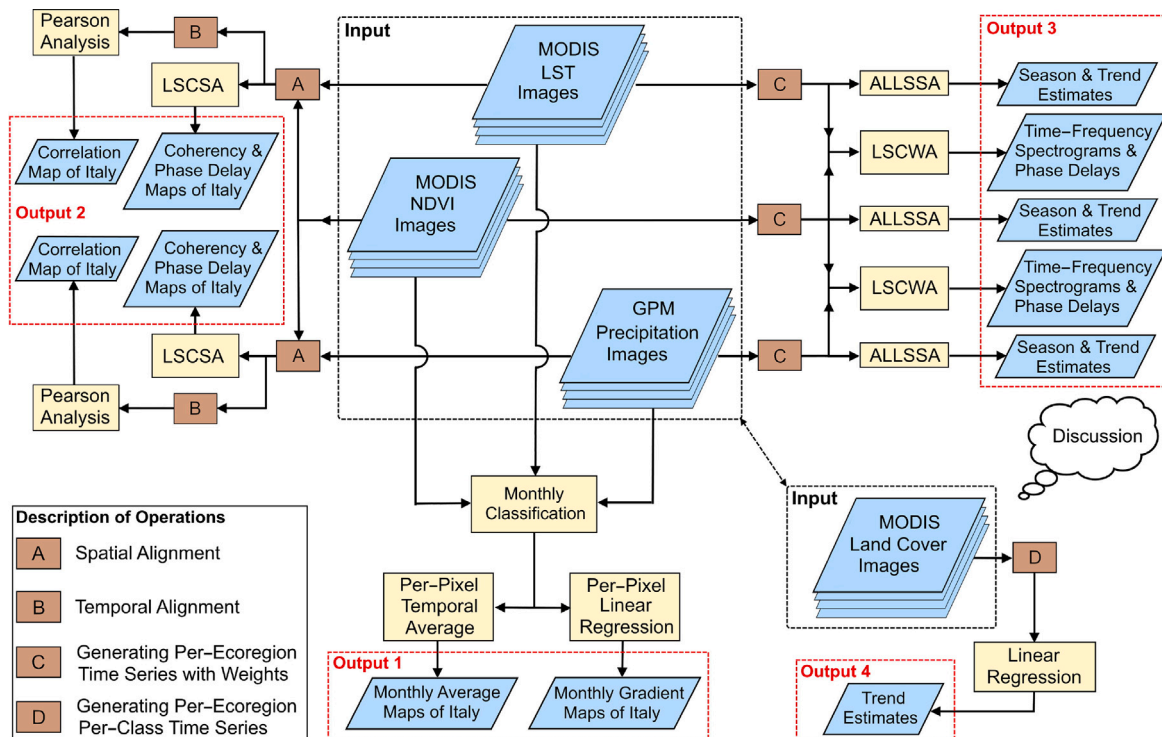 Pearson
Analysis
B
LSCSA
A
Correlation
Map of Italy
Coherency &
Phase Delay
Maps of Italy
Output 2
Correlation
Map of Italy
Coherency &
Phase Delay
Maps of Italy
LSCSA
A
Pearson
Analysis
B
Input
MODIS
LST
Images
MODIS
NDVI
Images
GPM
Precipitation
Images
C
C
C
ALLSSA
LSCWA
ALLSSA
LSCWA
ALLSSA
Output 3
Season & Trend
Estimates
Time–Frequency
Spectrograms &
Phase Delays
Season & Trend
Estimates
Time–Frequency
Spectrograms &
Phase Delays
Season & Trend
Estimates
Discussion
Monthly
Classification
Per–Pixel
Temporal
Average
Per–Pixel
Linear
Regression
Output 1
Monthly Average
Maps of Italy
Monthly Gradient
Maps of Italy
Input
MODIS
Land Cover
Images
D
Linear
Regression
Output 4
Trend
Estimates
Description of Operations
A Spatial Alignment
B Temporal Alignment
C Generating Per–Ecoregion
Time Series with Weights
D Generating Per–Ecoregion
Per–Class Time Series